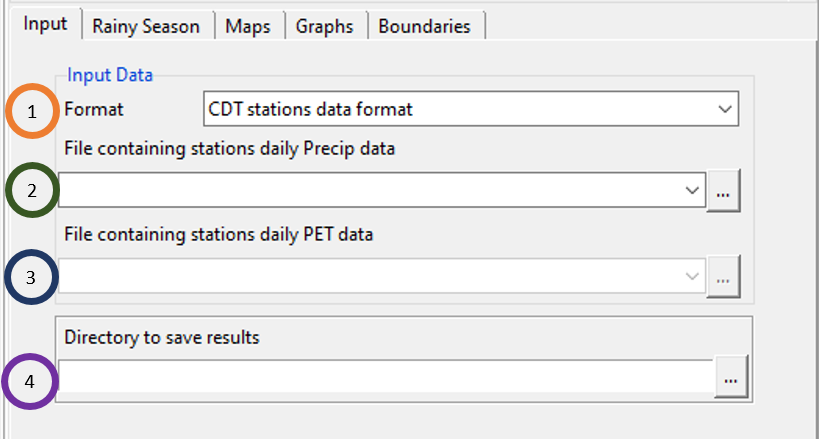 Input Rainy Season Maps Graphs Boundaries
Input Data
1 Format CDT stations data format
File containing stations daily Precip data
2 ...
File containing stations daily PET data
3 ...
Directory to save results
4 ...